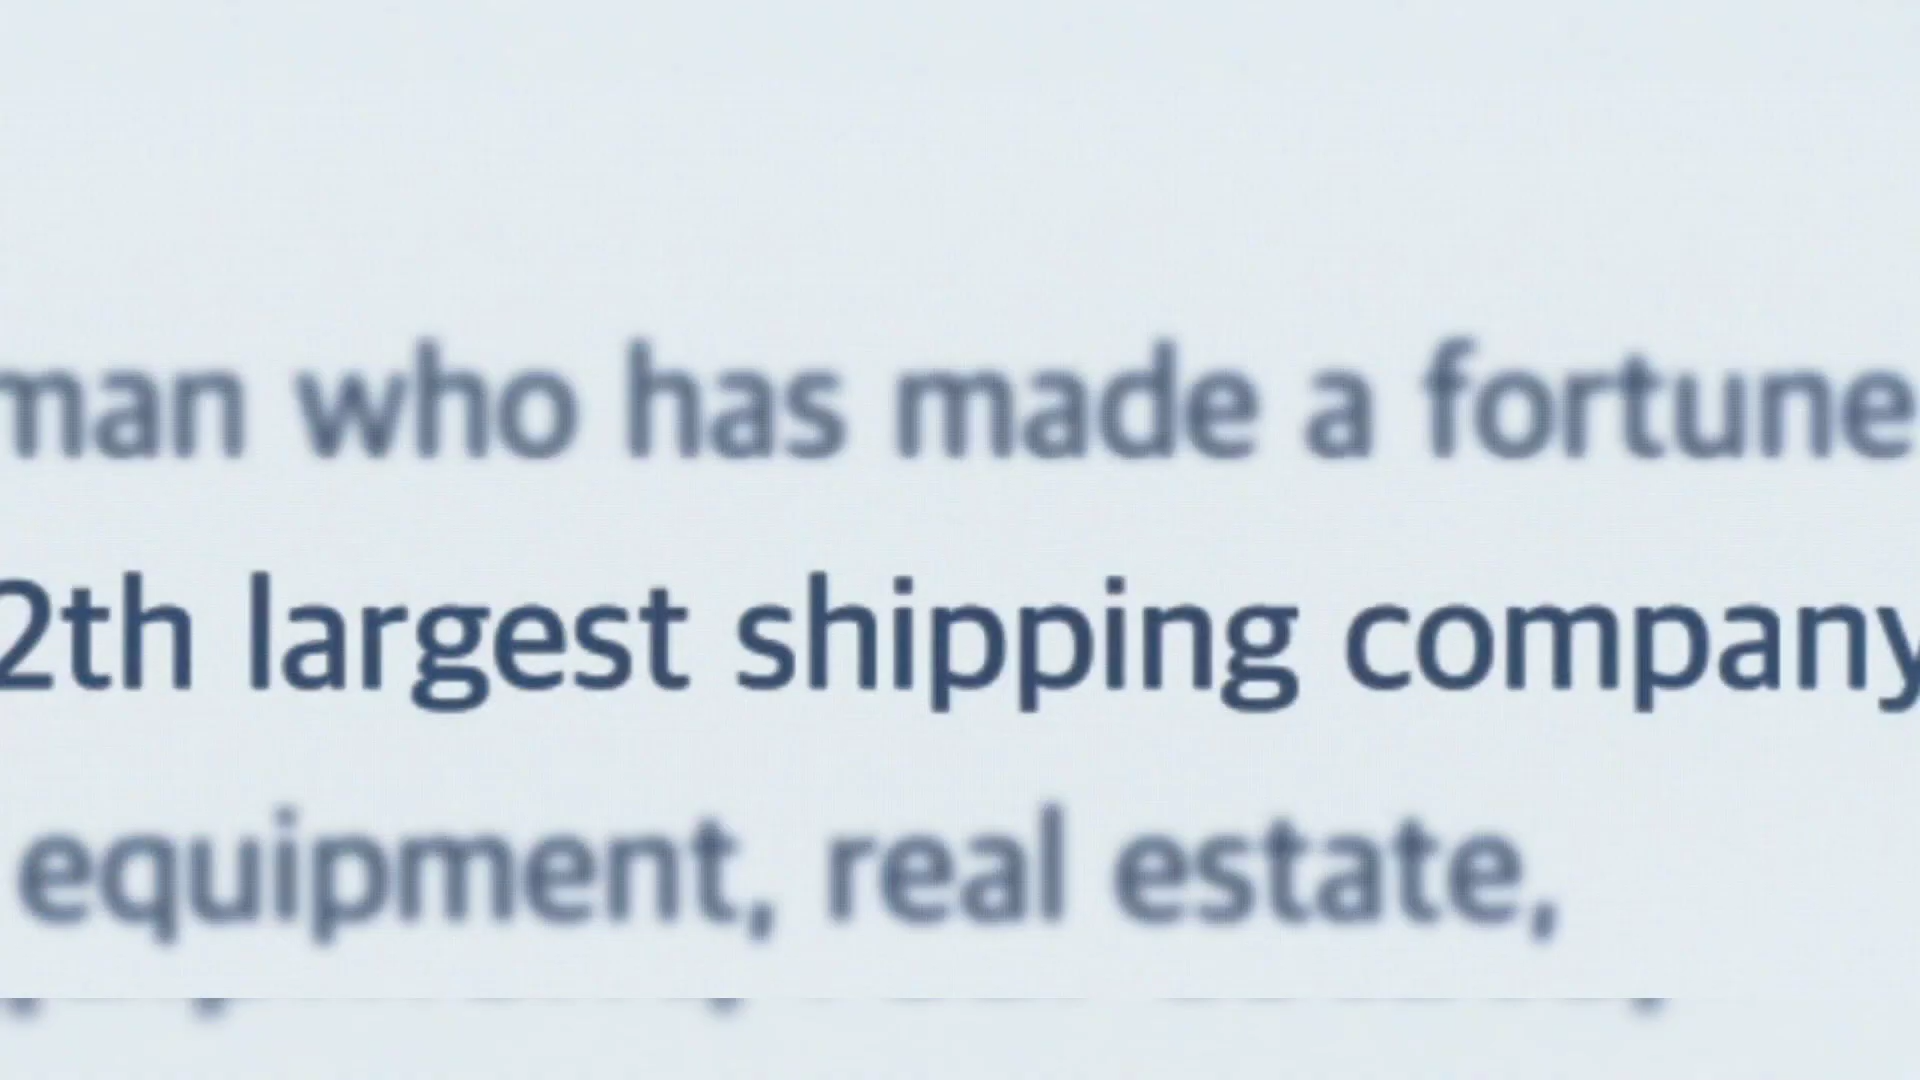 man who has made a fortune
2th largest shipping company
equipment, real estate,